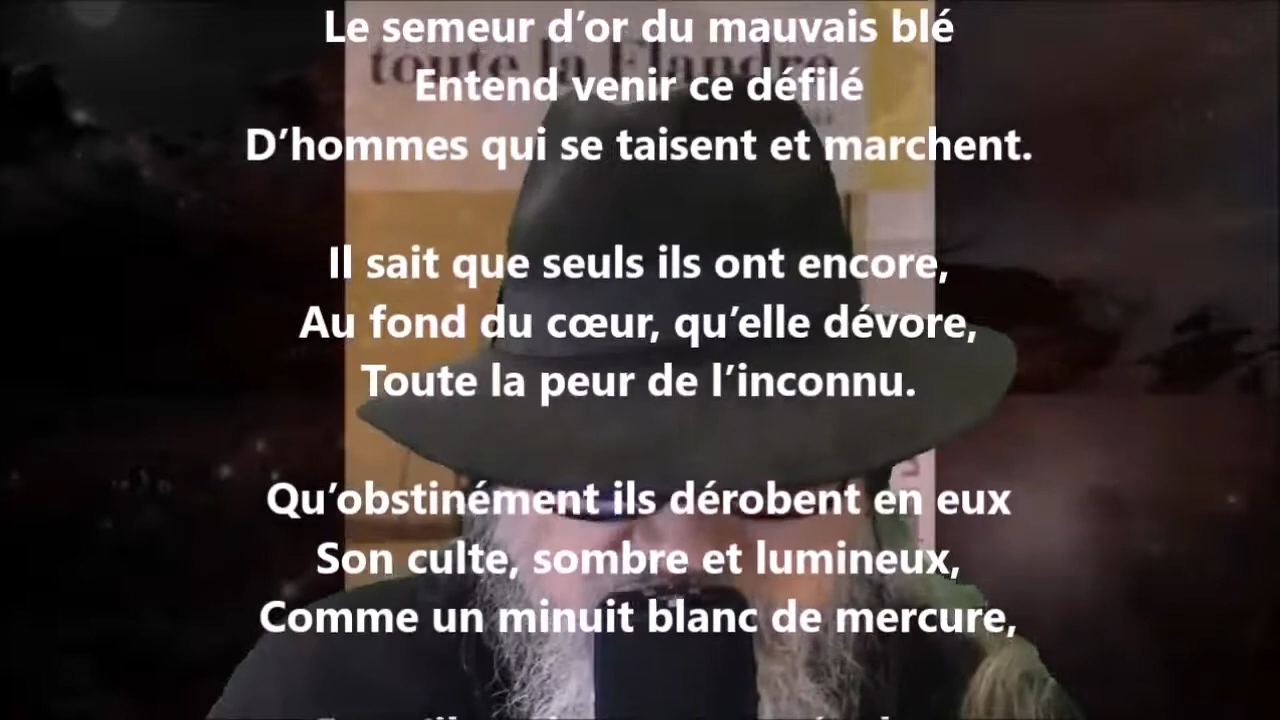 Le semeur d’or du mauvais blé
toute la Flandre
Entend venir ce défilé
D’hommes qui se taisent et marchent.
Il sait que seuls ils ont encore,
Au fond du cœur, qu’elle dévore,
Toute la peur de l’inconnu.
Qu’obstinément ils dérobent en eux
Son culte, sombre et lumineux,
Comme un minuit blanc de mercure,